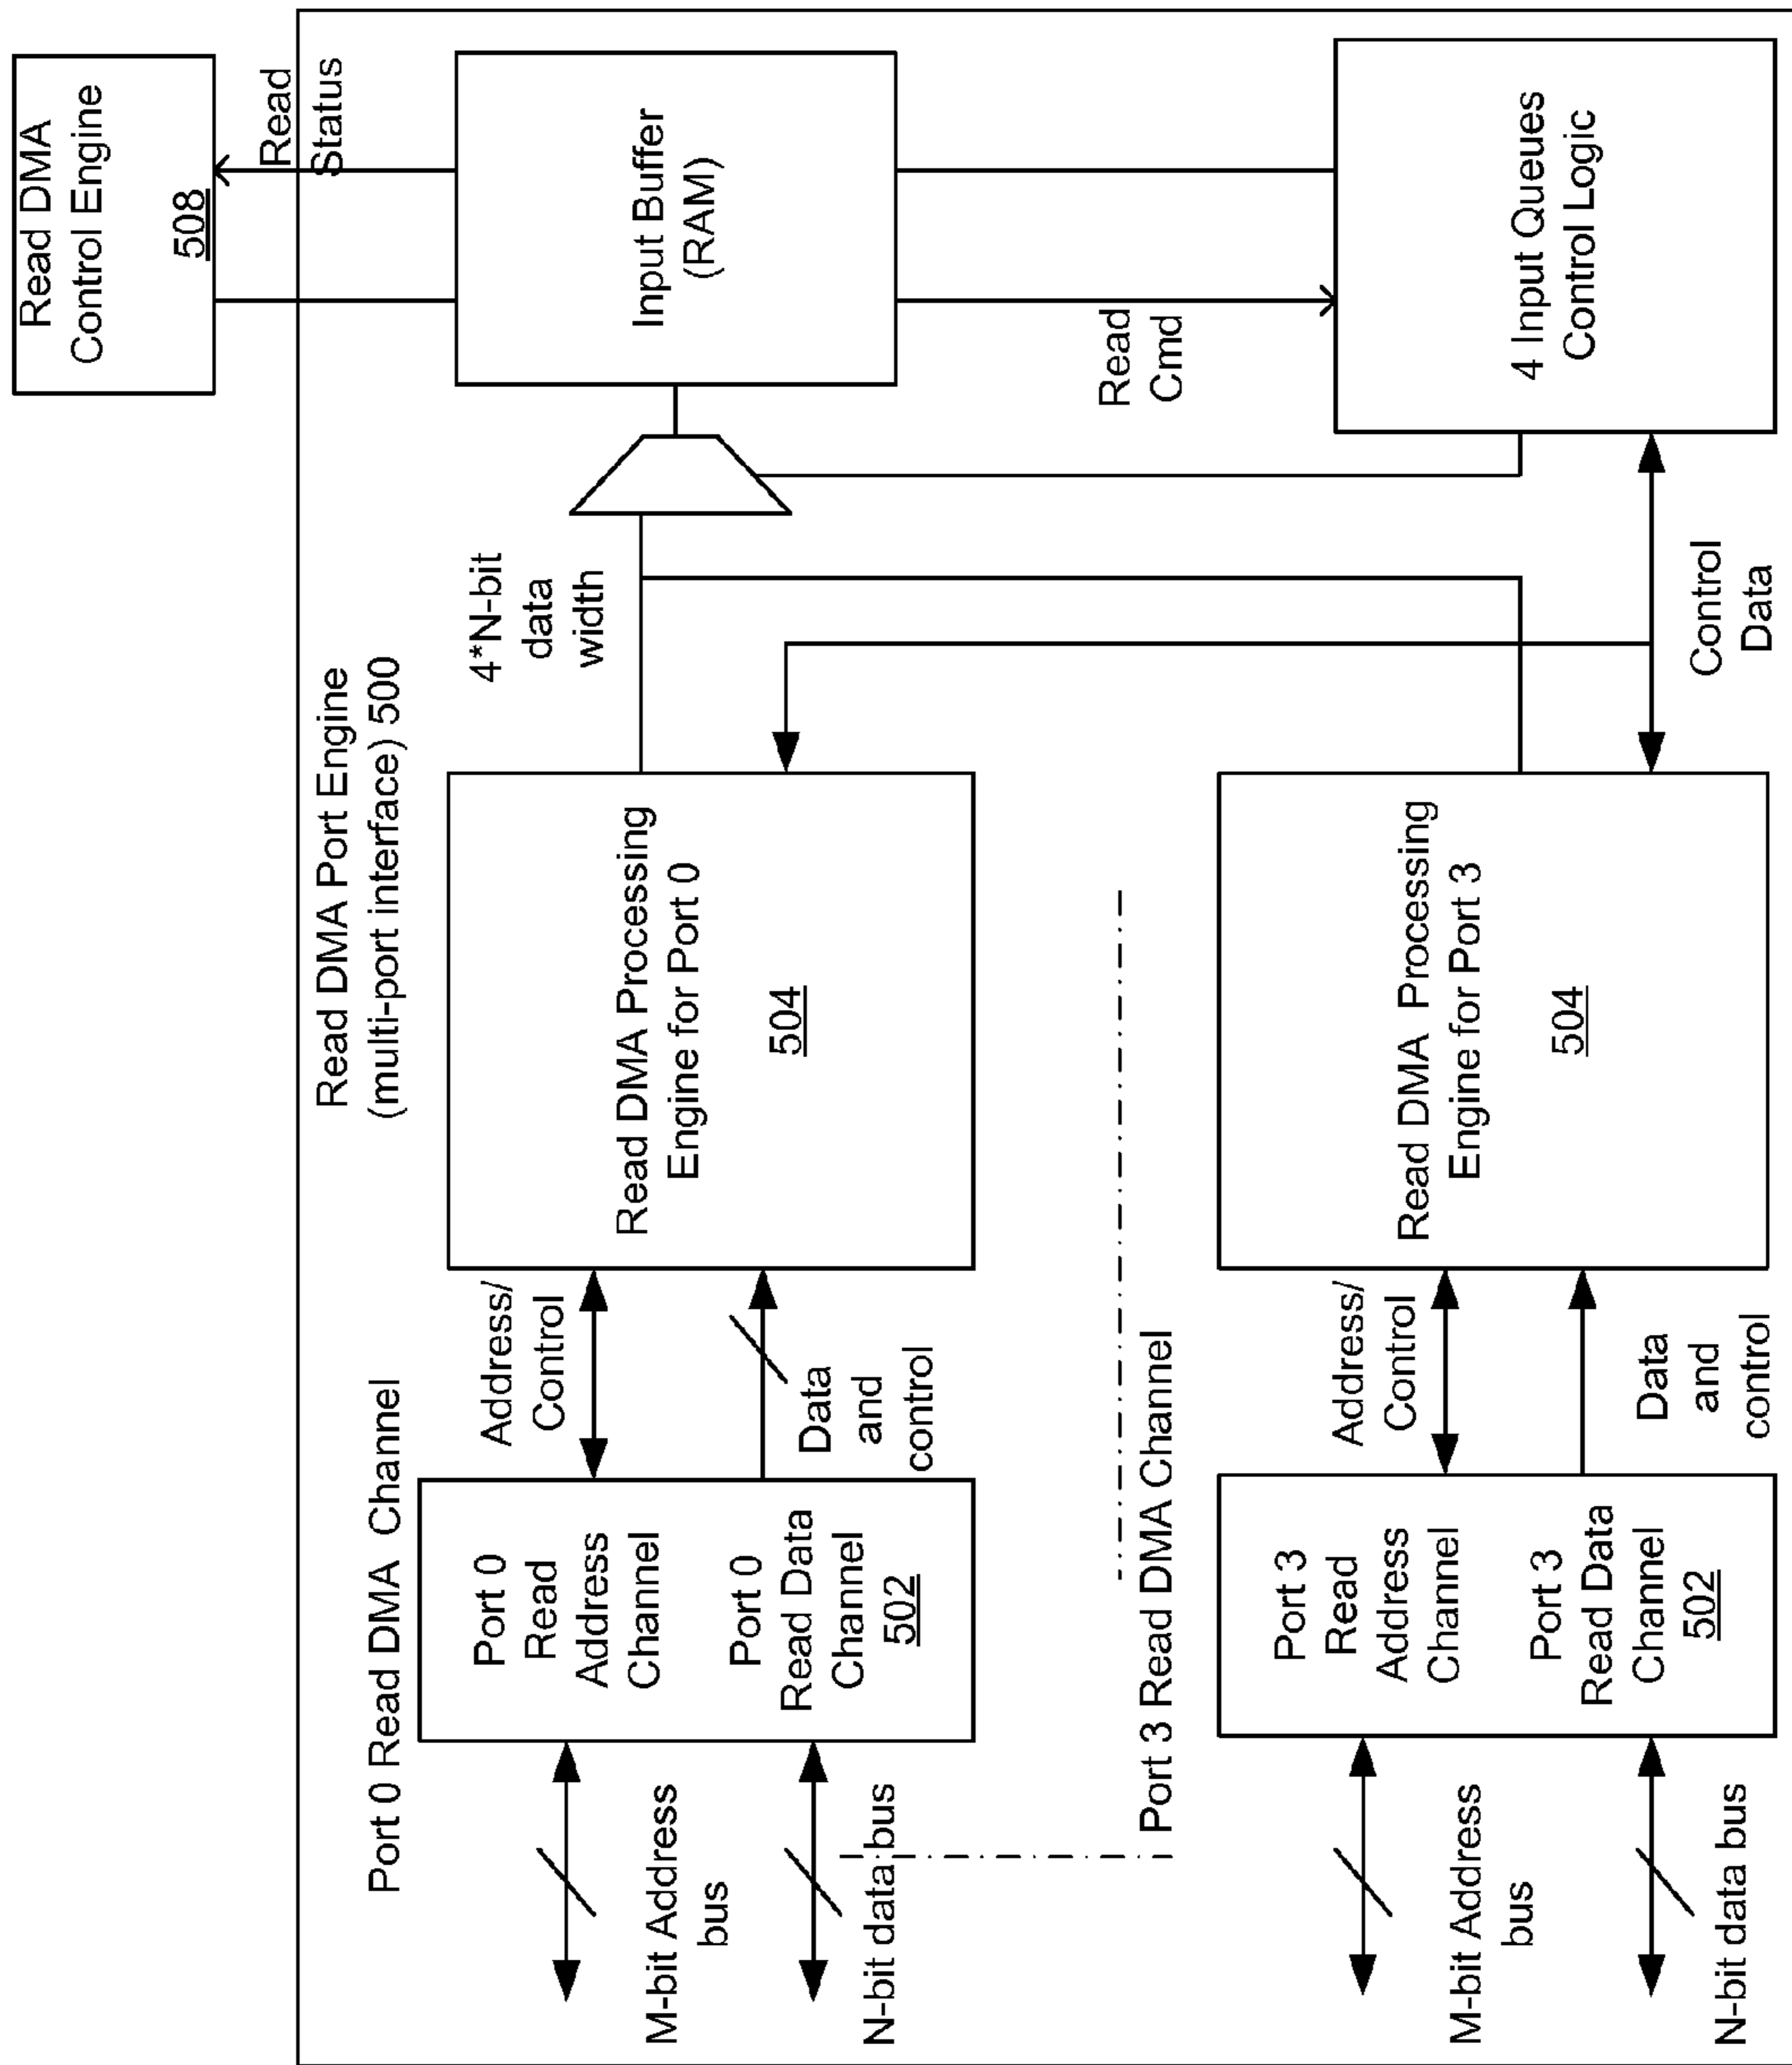 Read DMA Port Engine
(multi-port interface) 500
Read DMA
Control Engine
508
Read
Status
Port 0 Read DMA Channel
Port 0
Read
Address
Channel
Port 0
Read Data
Channel
502
M-bit Address
bus
N-bit data bus
Address/
Control
Data
and
control
Read DMA Processing
Engine for Port 0
504
4*N-bit
data
width
Input Buffer
(RAM)
Read
Cmd
Port 3 Read DMA Channel
Port 3
Read
Address
Channel
Port 3
Read Data
Channel
502
M-bit Address
bus
N-bit data bus
Address/
Control
Data
and
control
Read DMA Processing
Engine for Port 3
504
Control
Data
4 Input Queues
Control Logic